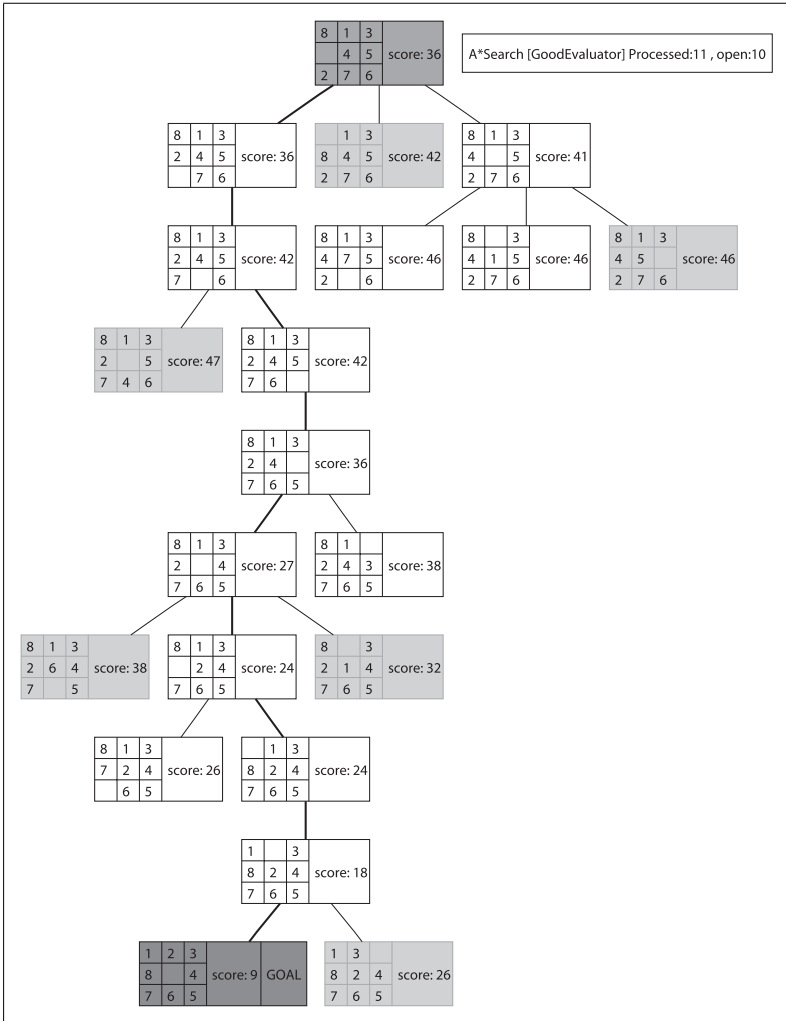 8 1 3
4 5 score: 36
2 7 6
A*Search [GoodEvaluator] Processed:11 , open:10
8 1 3
2 4 5 score: 36
7 6
1 3
8 4 5 score: 42
2 7 6
8 1 3
4 5 score: 41
2 7 6
8 1 3
2 4 5 score: 42
7 6
8 1 3
4 7 5 score: 46
2 6
8 3
4 1 5 score: 46
2 7 6
8 1 3
4 5 score: 46
2 7 6
8 1 3
2 5 score: 47
7 4 6
8 1 3
2 4 5 score: 42
7 6
8 1 3
2 4 score: 36
7 6 5
8 1 3
2 4 score: 27
7 6 5
8 1
2 4 3 score: 38
7 6 5
8 1 3
2 6 4 score: 38
7 5
8 1 3
2 4 score: 24
7 6 5
8 3
2 1 4 score: 32
7 6 5
8 1 3
7 2 4 score: 26
6 5
1 3
8 2 4 score: 24
7 6 5
1 3
8 2 4 score: 18
7 6 5
1 2 3
8 4 score: 9 GOAL
7 6 5
1 3
8 2 4 score: 26
7 6 5